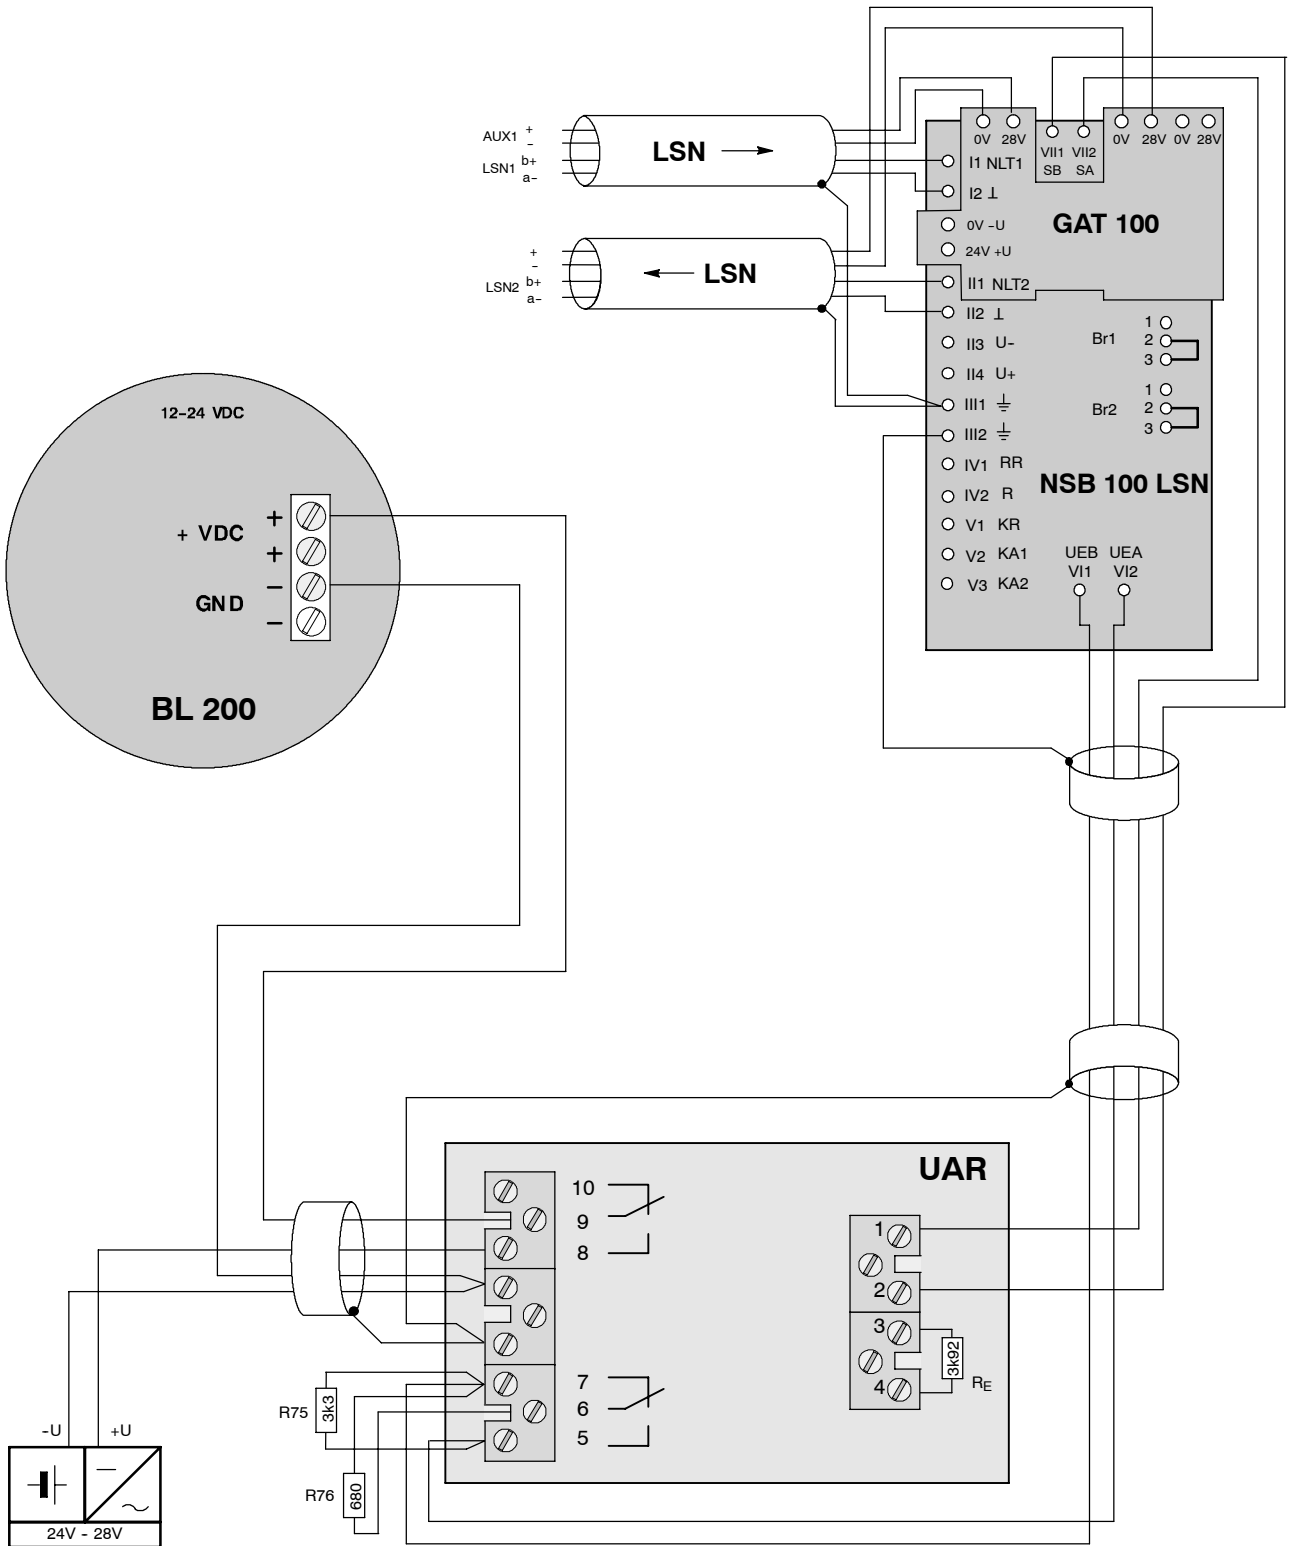 AUX1 + -
LSN1 b+ a-
LSN →
+
-
LSN2 b+ a-
← LSN
0V 28V
VII1 VII2
SB SA
0V 28V 0V 28V
I1 NLT1
I2 ⊥
0V -U
24V +U
GAT 100
II1 NLT2
II2 ⊥
II3 U-
II4 U+
III1 ⏚
III2 ⏚
IV1 RR
IV2 R
V1 KR
V2 KA1
V3 KA2
Br1 1 2 3
Br2 1 2 3
NSB 100 LSN
UEB UEA
VI1 VI2
12-24 VDC
+
+ VDC
+
-
GND
-
BL 200
UAR
10
9
8
7
6
5
1
2
3
4
3k92
RE
R75 3k3
R76 680
-U +U
24V - 28V